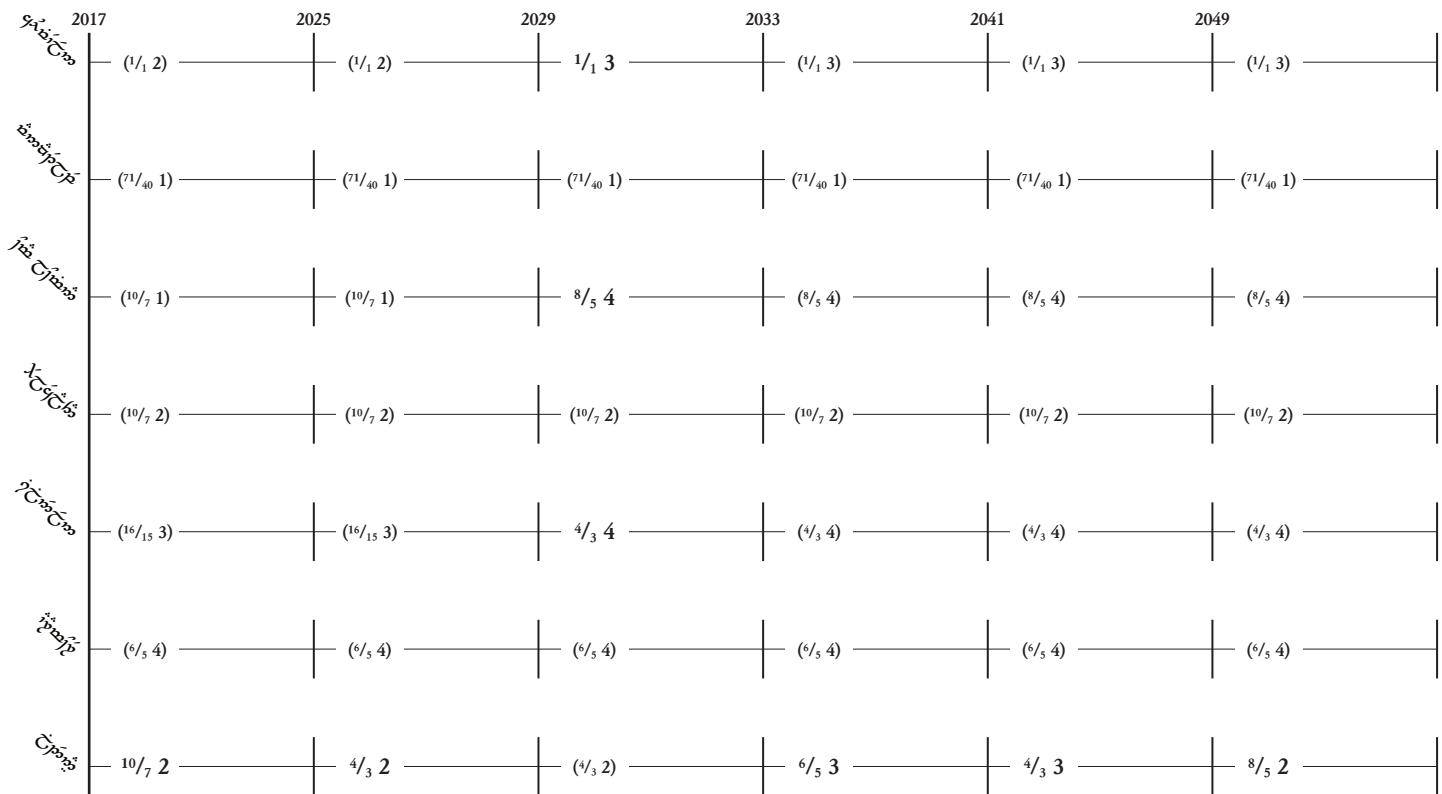 2017 2025 2029 2033 2041 2049
(1/1 2) (1/1 2) 1/1 3 (1/1 3) (1/1 3) (1/1 3)
(71/40 1) (71/40 1) (71/40 1) (71/40 1) (71/40 1) (71/40 1)
(10/7 1) (10/7 1) 8/5 4 (8/5 4) (8/5 4) (8/5 4)
(10/7 2) (10/7 2) (10/7 2) (10/7 2) (10/7 2) (10/7 2)
(16/15 3) (16/15 3) 4/3 4 (4/3 4) (4/3 4) (4/3 4)
(6/5 4) (6/5 4) (6/5 4) (6/5 4) (6/5 4) (6/5 4)
10/7 2 4/3 2 (4/3 2) 6/5 3 4/3 3 8/5 2